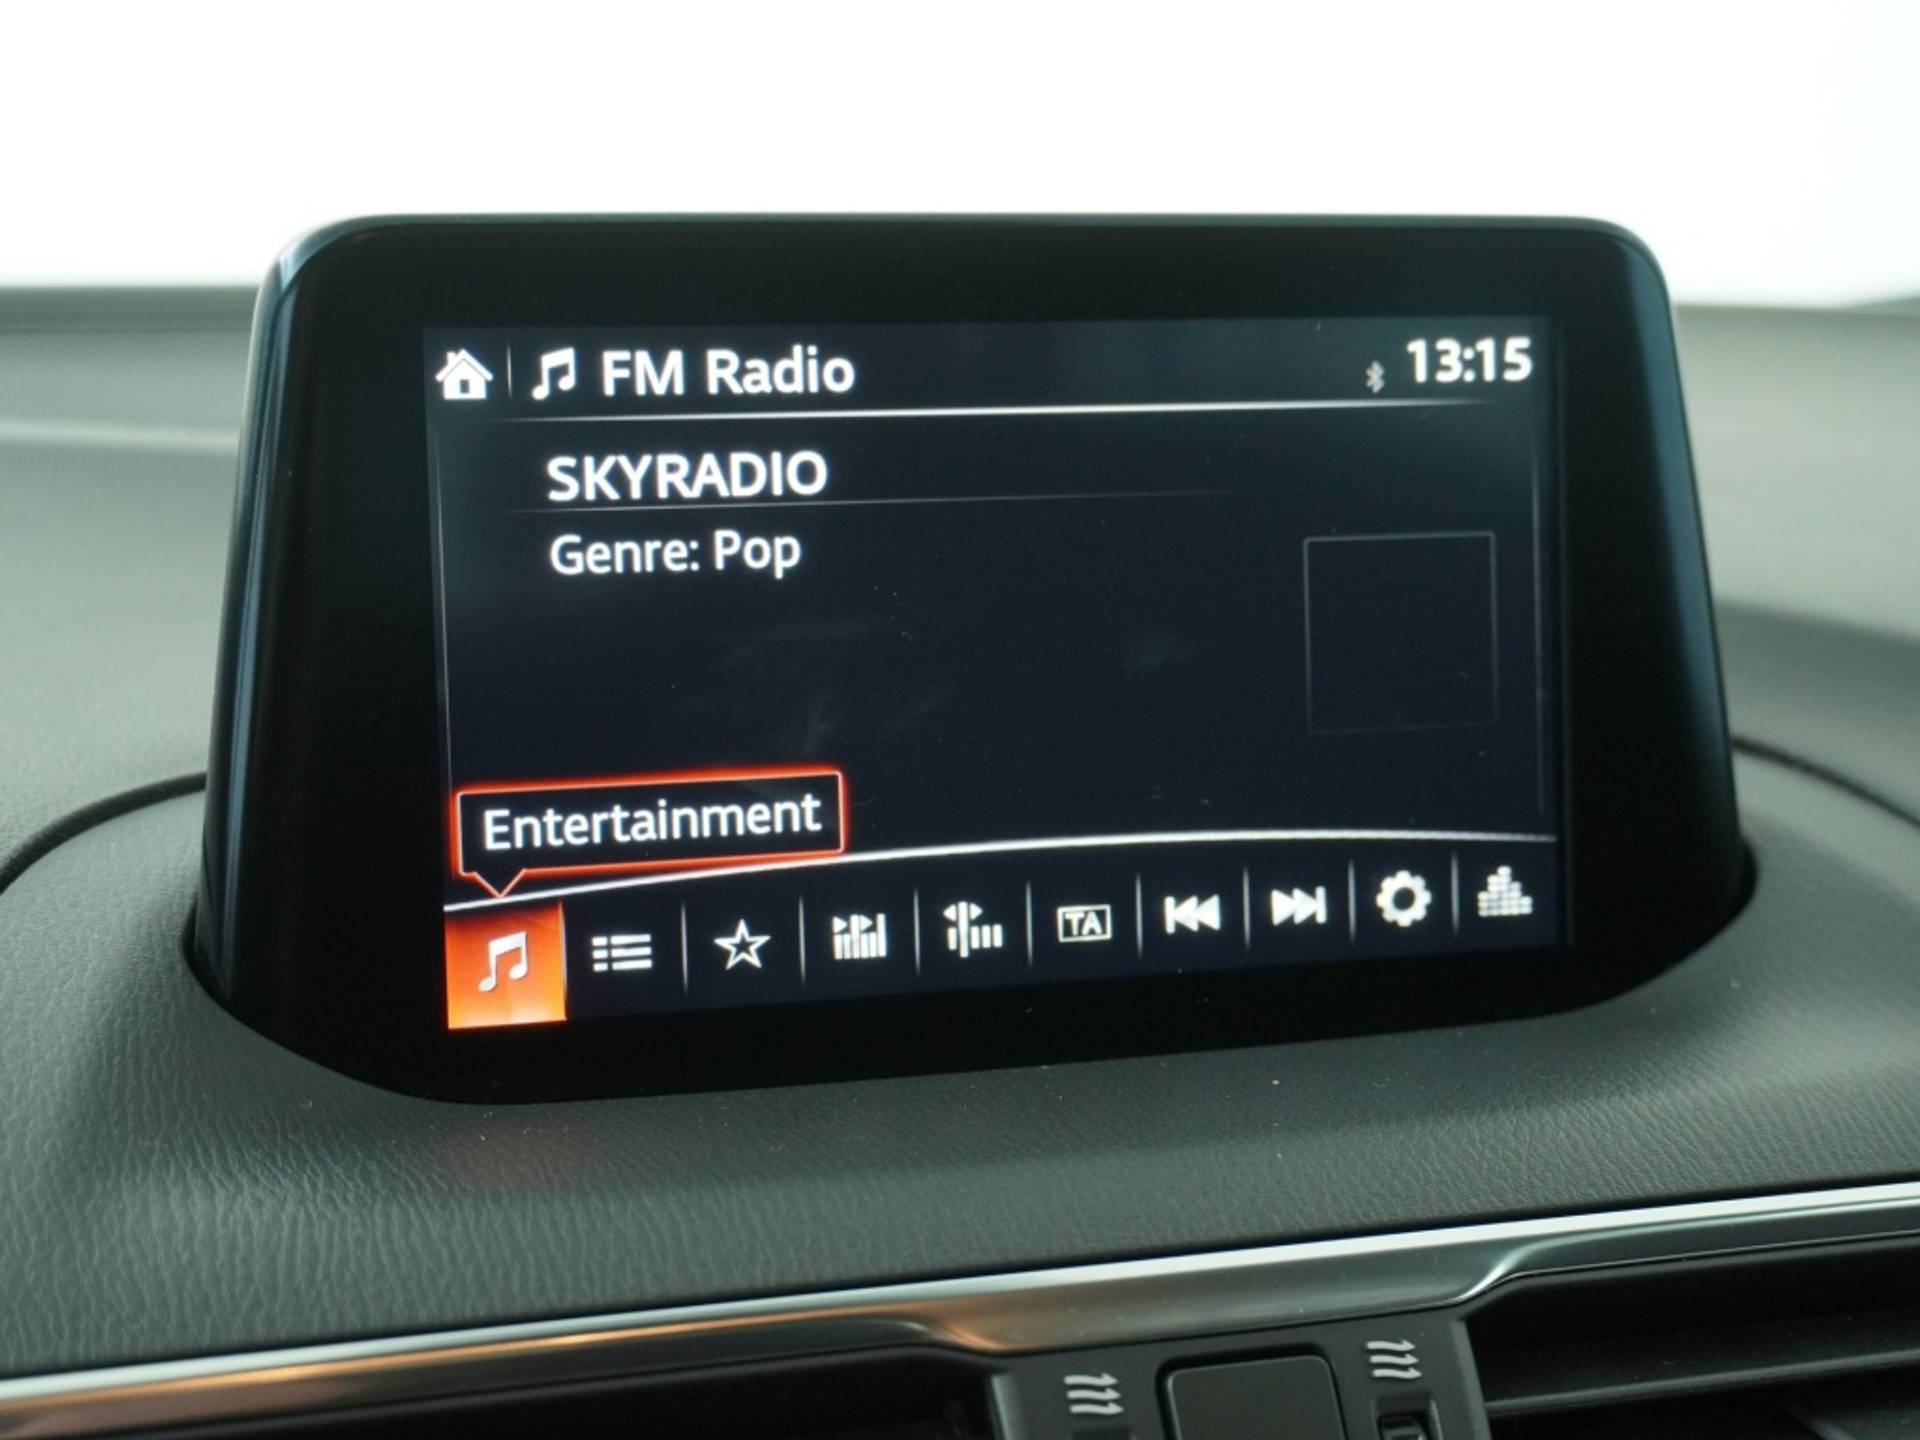 FM Radio 13:15
SKYRADIO
Genre: Pop
Entertainment
TA